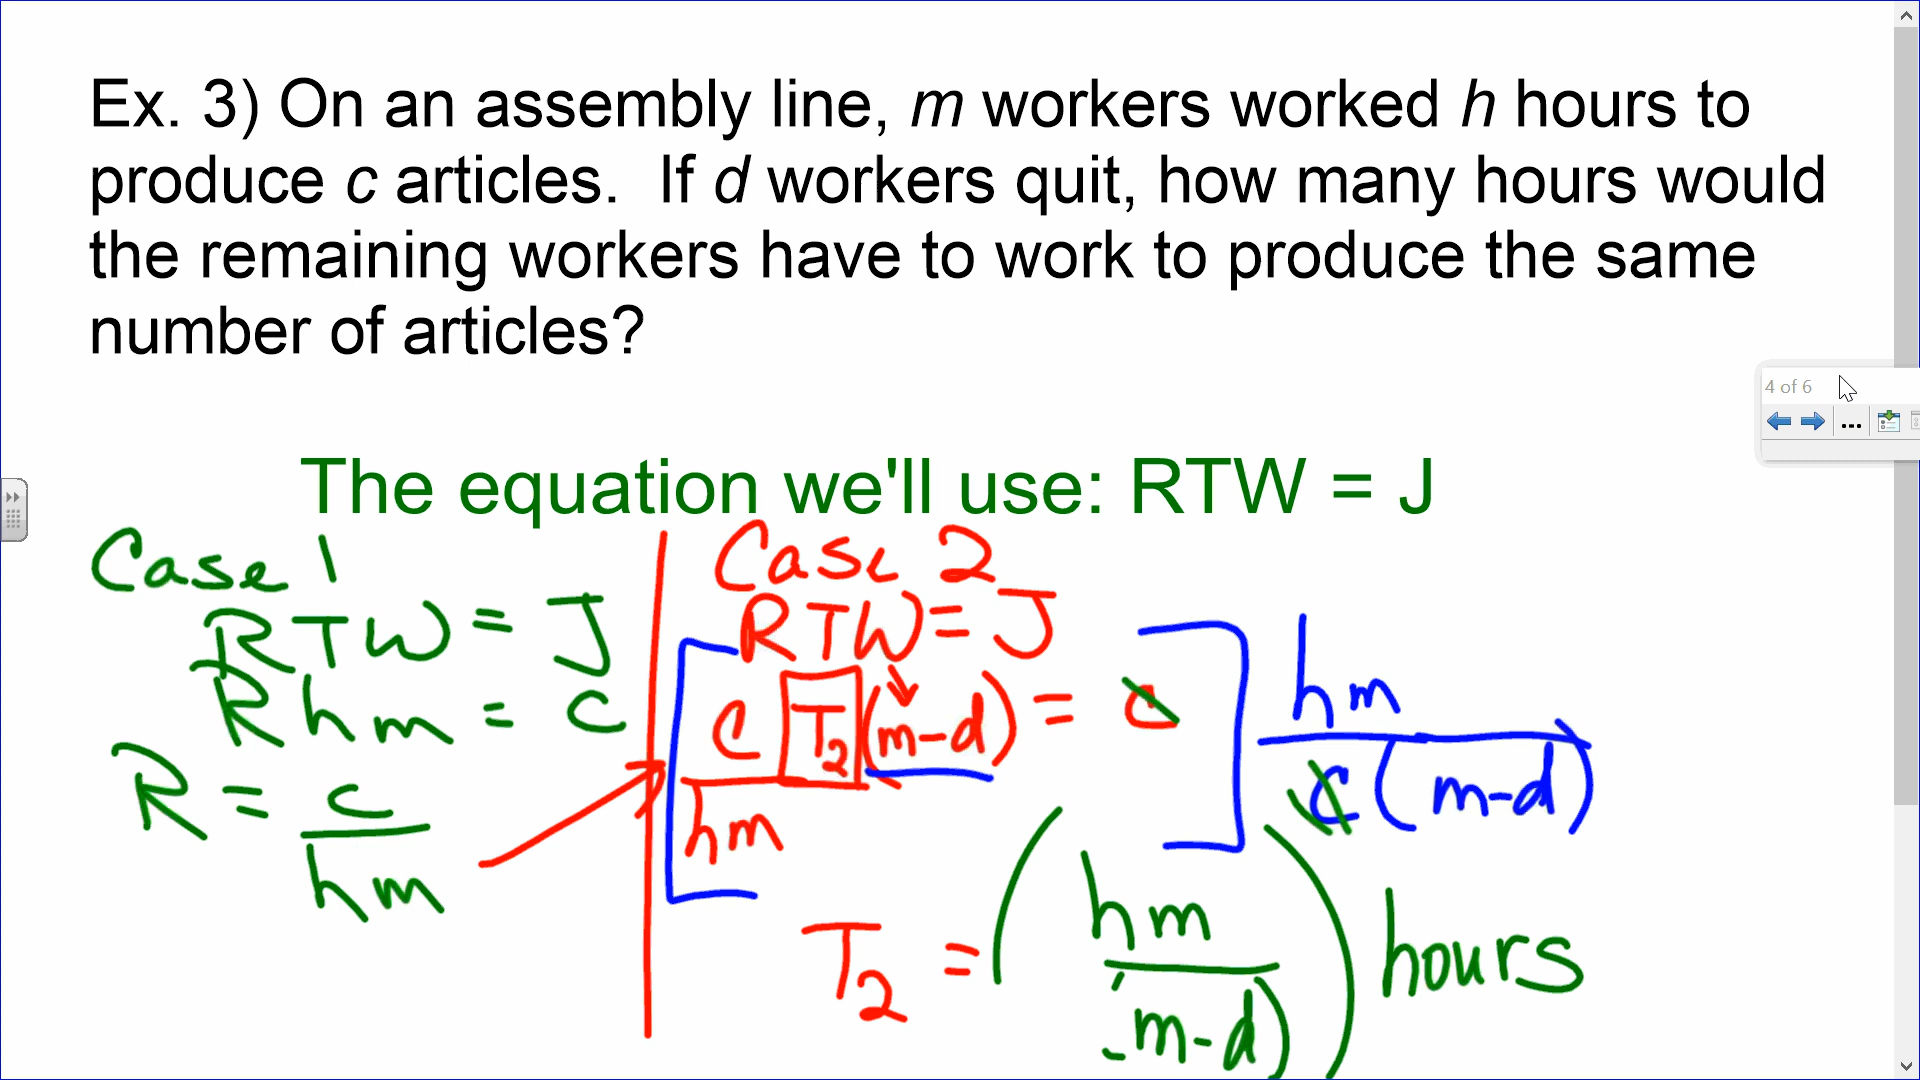 Ex. 3) On an assembly line, m workers worked h hours to
produce c articles. If d workers quit, how many hours would
the remaining workers have to work to produce the same
number of articles?
4 of 6
...
The equation we'll use: RTW = J
Case 1
RTW = J
Rhm = c
R = c
hm
Case 2
RTW = J
c T2 (m-d) = c
hm
hm
c(m-d)
T2 = (hm
m-d)) hours